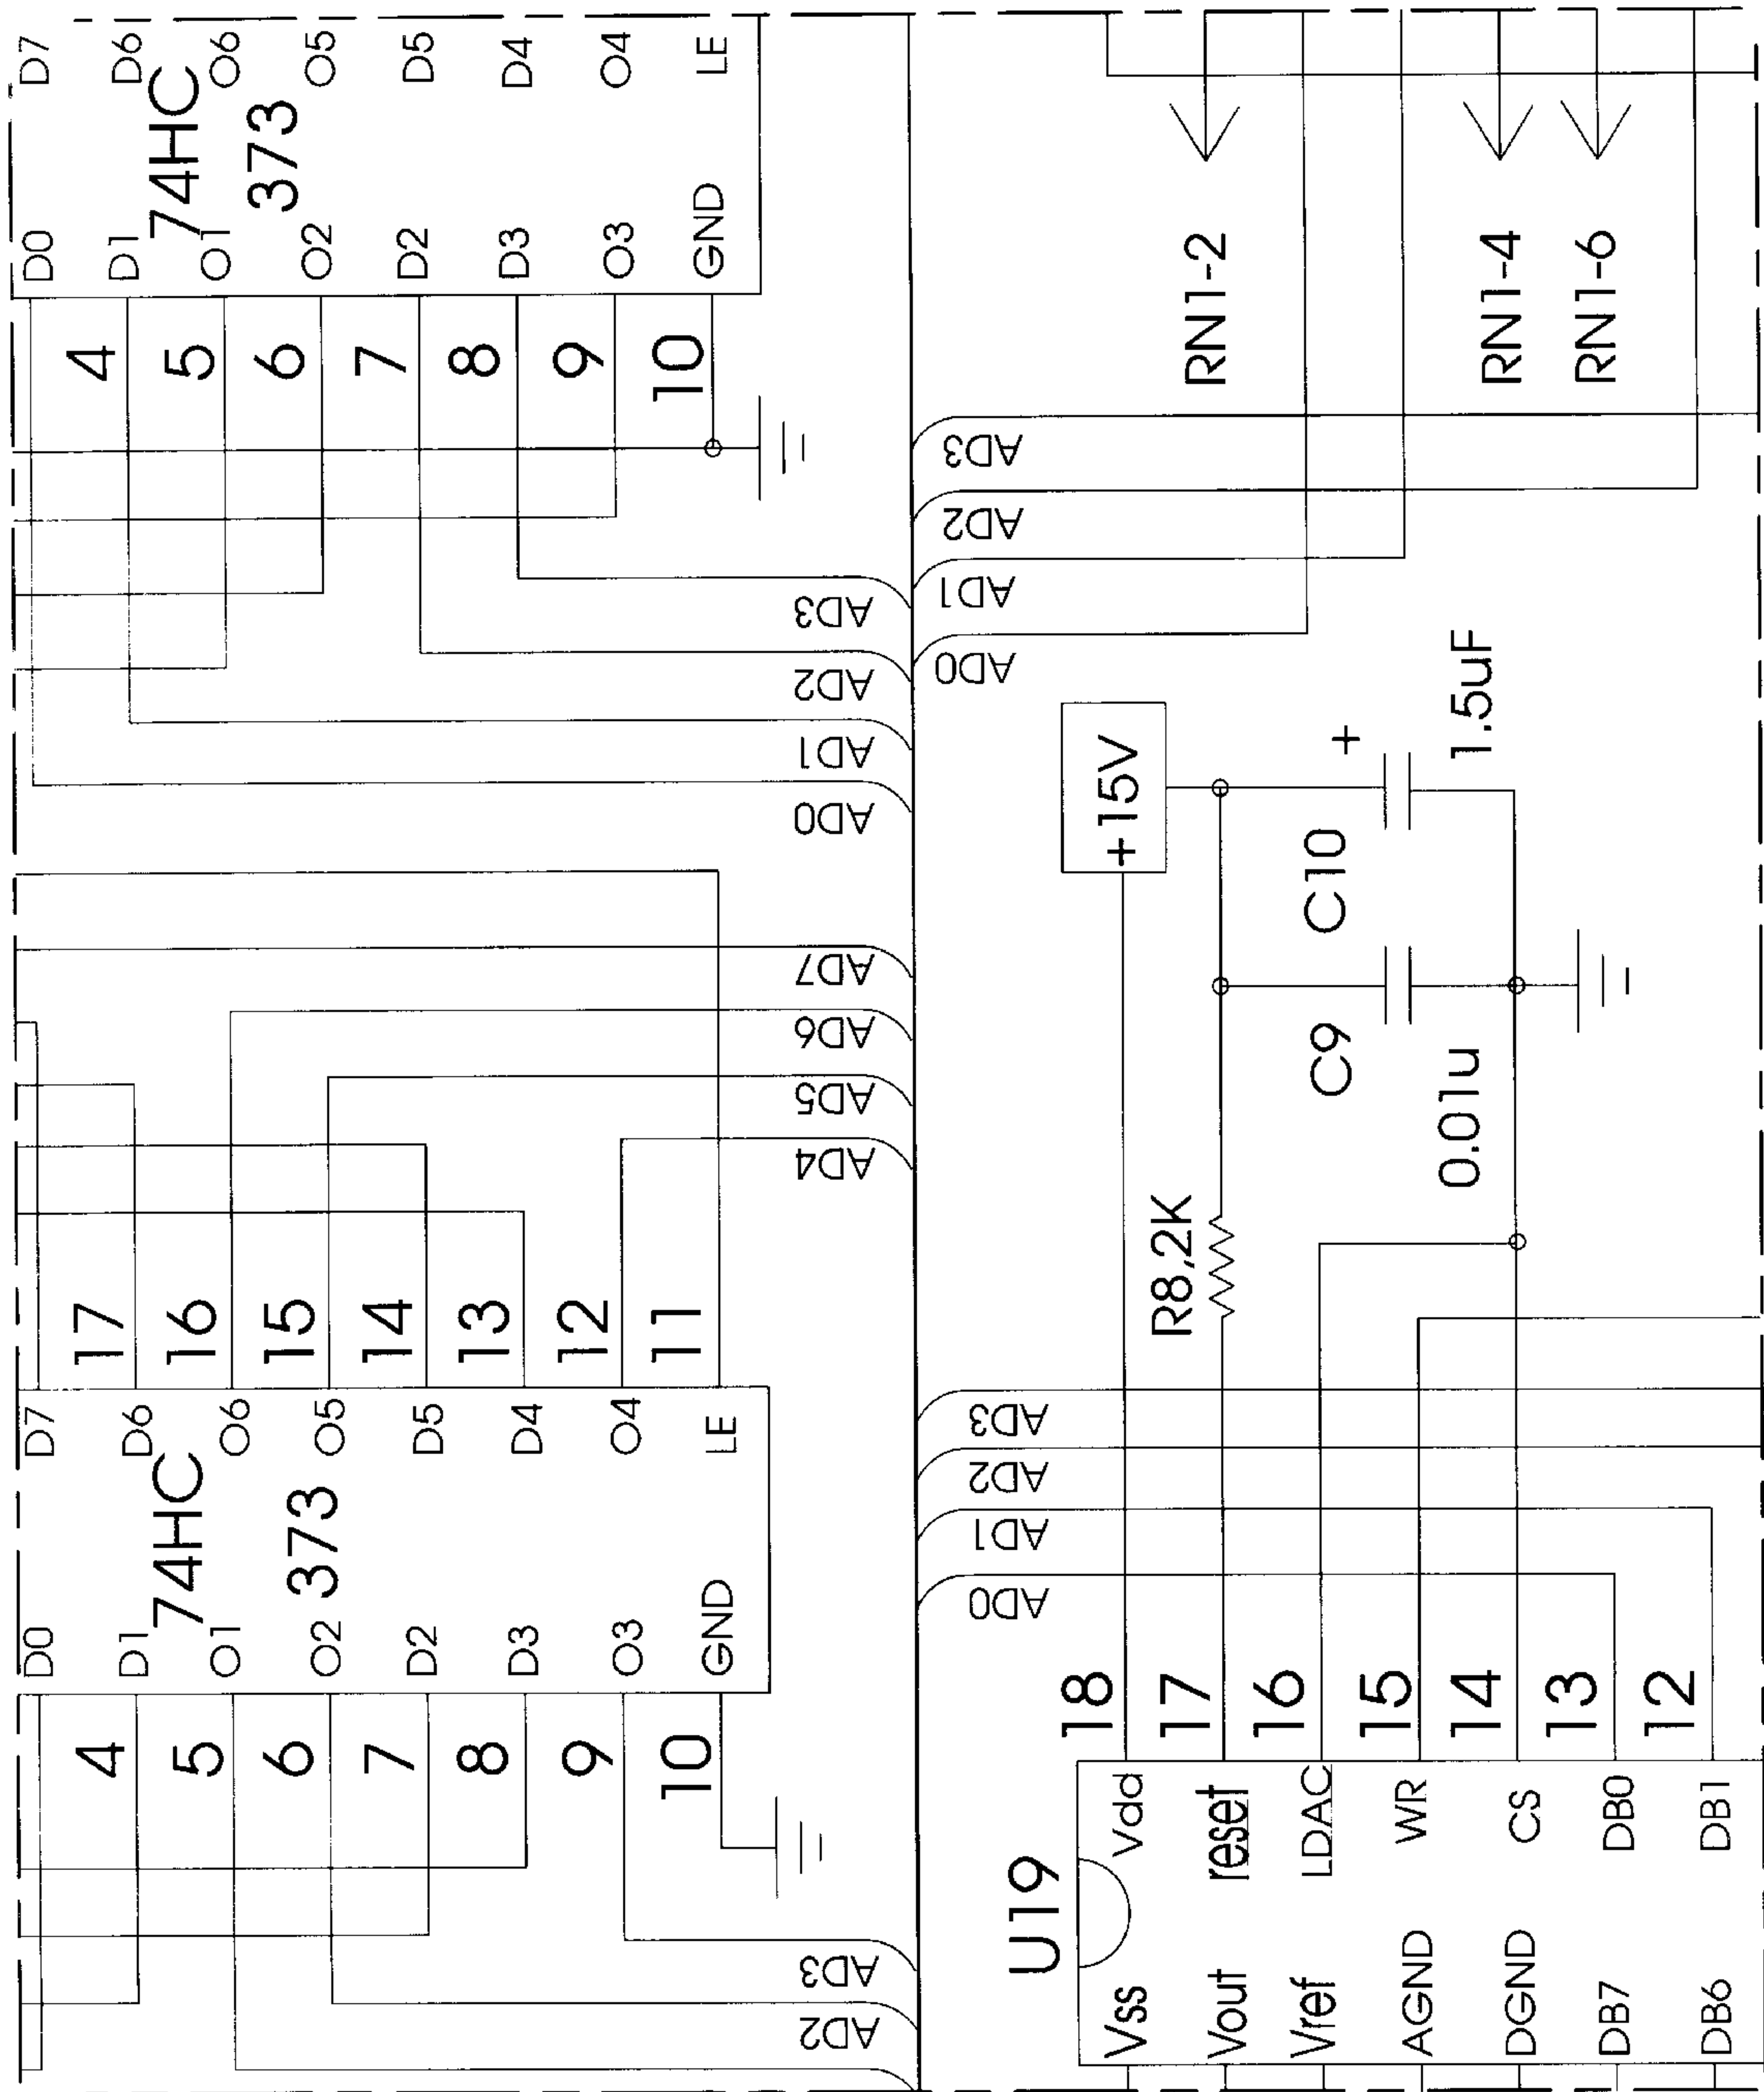 D7
D6
O6
O5
D5
D4
O4
LE
74HC
373
D0
D1
O1
O2
D2
D3
O3
GND
4
5
6
7
8
9
10
AD3
AD2
AD1
AD0
AD7
AD6
AD5
AD4
17
16
15
14
13
12
11
D7
D6
O6
O5
D5
D4
O4
LE
74HC
373
D0
D1
O1
O2
D2
D3
O3
GND
4
5
6
7
8
9
10
AD3
AD2
RN1-2
RN1-4
RN1-6
AD3
AD2
AD1
AD0
+15V
+
1.5uF
C10
C9
0.01u
R8,2K
AD3
AD2
AD1
AD0
18
17
16
15
14
13
12
U19
Vdd
reset
LDAC
WR
CS
DB0
DB1
Vss
Vout
Vref
AGND
DGND
DB7
DB6